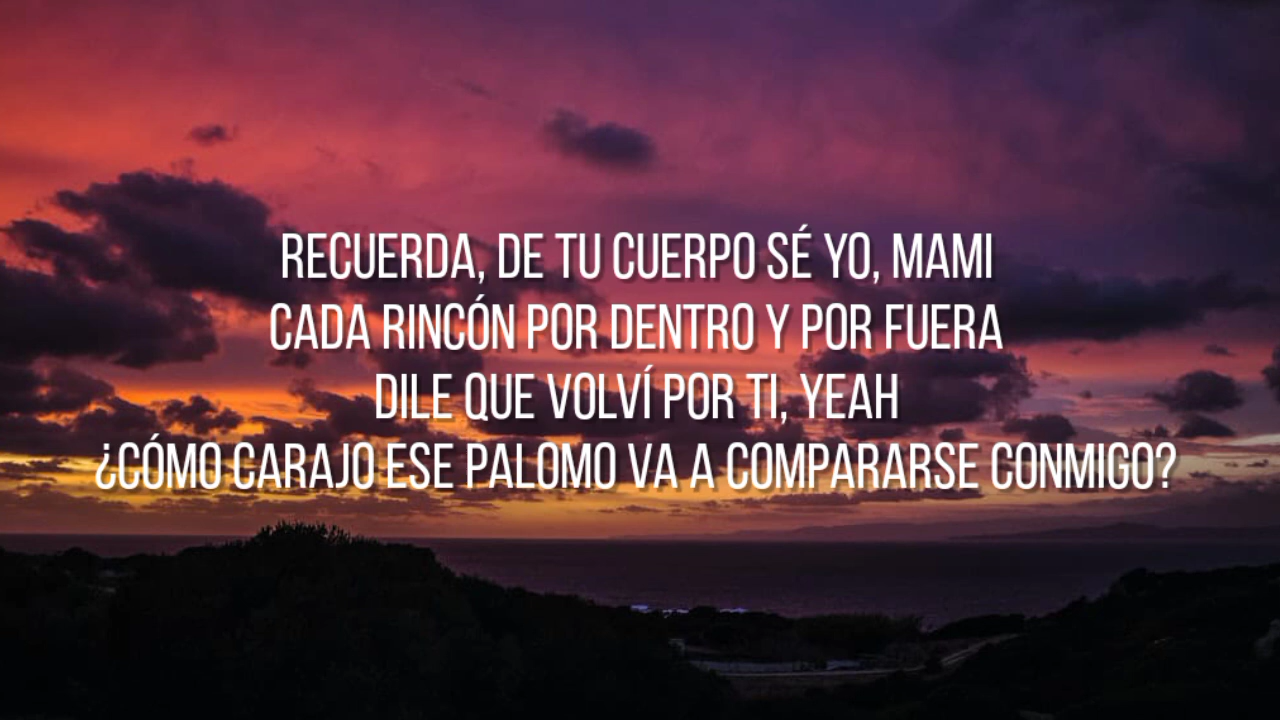 RECUERDA, DE TU CUERPO SÉ YO, MAMI
CADA RINCÓN POR DENTRO Y POR FUERA
DILE QUE VOLVÍ POR TI, YEAH
¿CÓMO CARAJO ESE PALOMO VA A COMPARARSE CONMIGO?